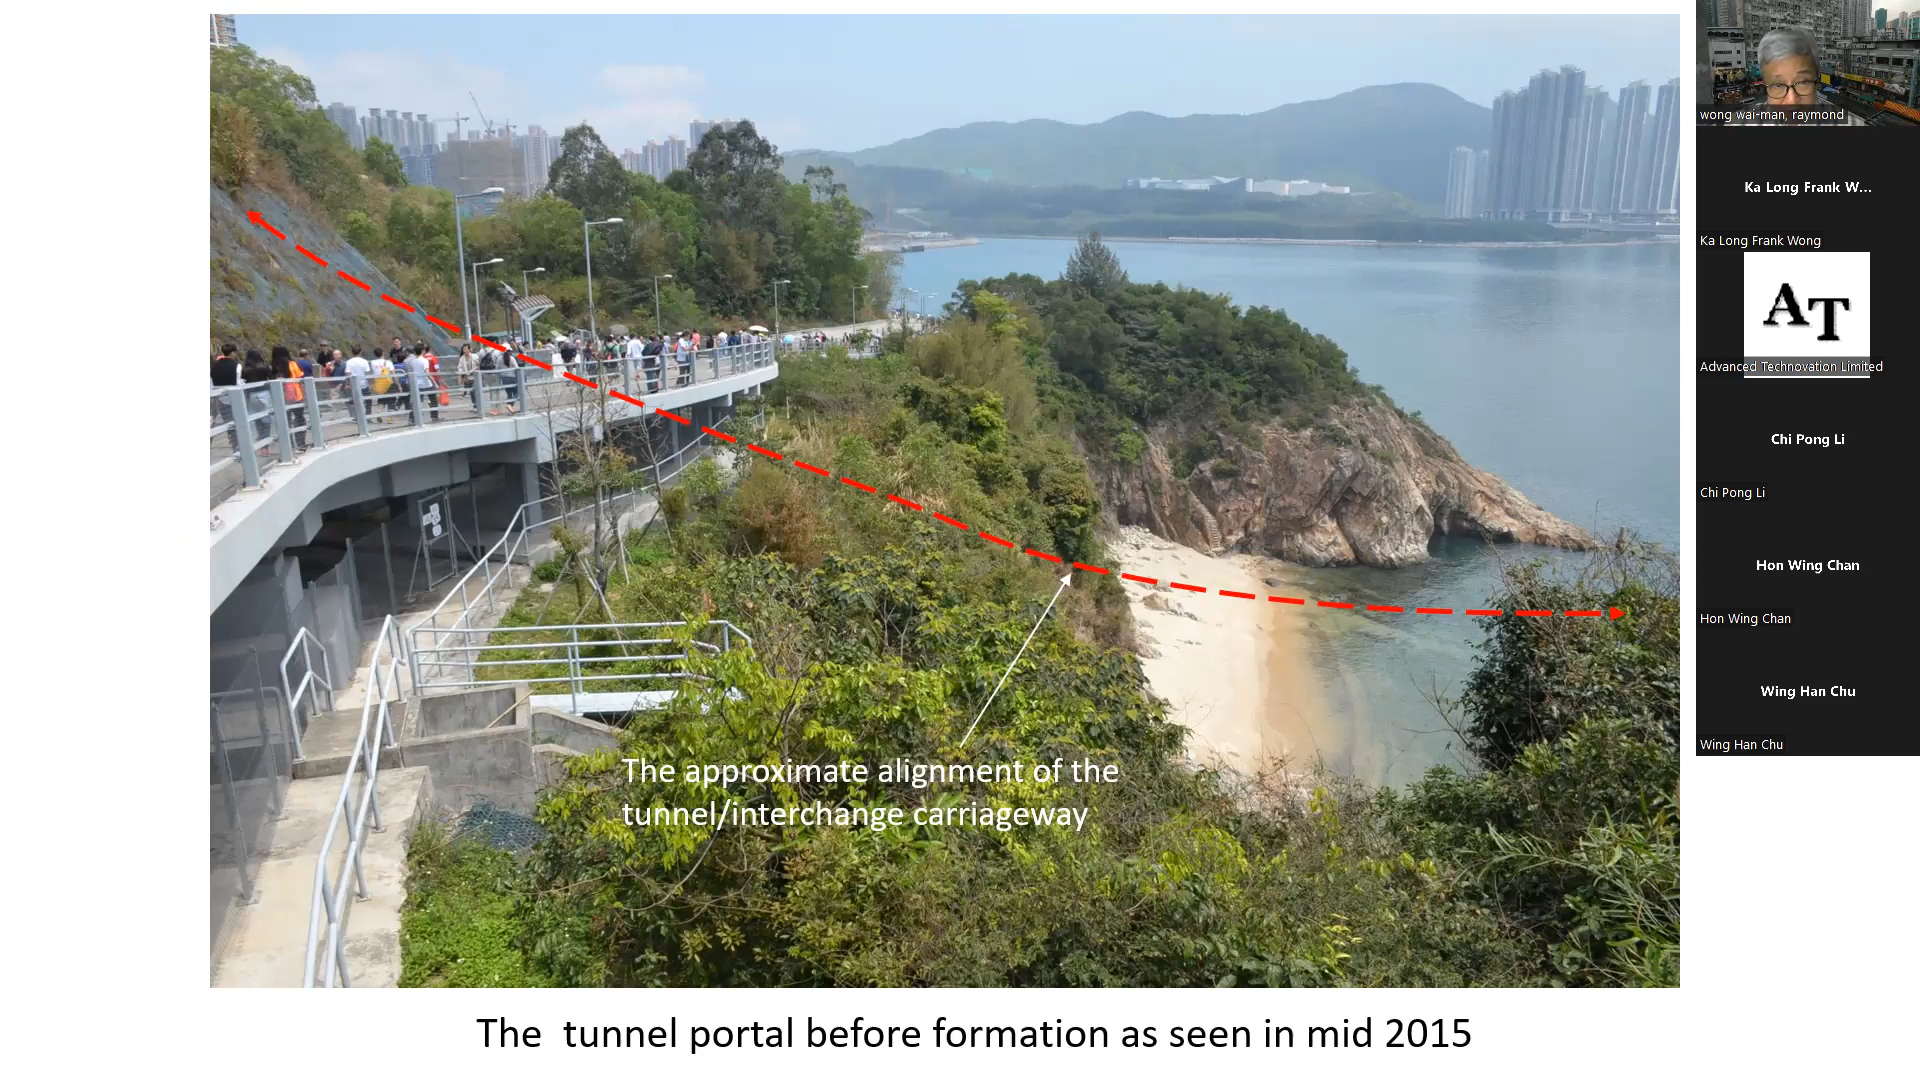 The approximate alignment of the
tunnel/interchange carriageway
The  tunnel portal before formation as seen in mid 2015
wong wai-man, raymond
Ka Long Frank W...
Ka Long Frank Wong
AT
Advanced Technovation Limited
Chi Pong Li
Chi Pong Li
Hon Wing Chan
Hon Wing Chan
Wing Han Chu
Wing Han Chu